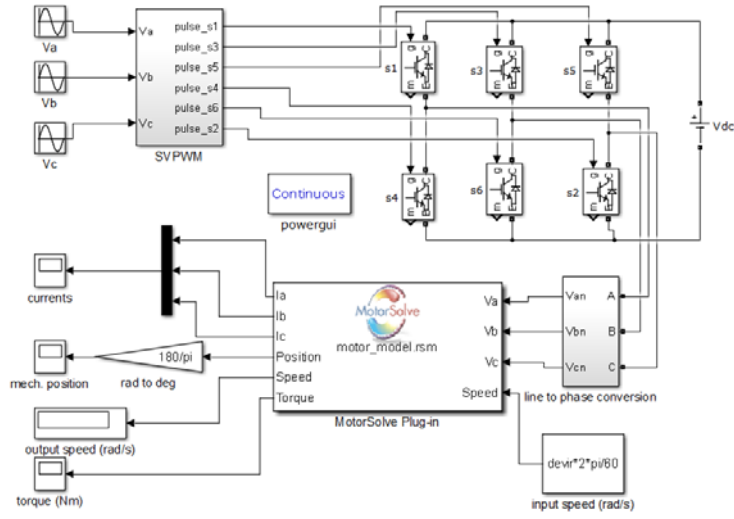 Va
Vb
Vc
Va
Vb
Vc
pulse_s1
pulse_s3
pulse_s5
pulse_s4
pulse_s6
pulse_s2
SVPWM
s1
s3
s5
g
C
m
E
g
C
m
E
g
C
m
E
+
Vdc
s4
s6
s2
g
C
m
E
g
C
m
E
g
C
m
E
Continuous
powergui
currents
Ia
Ib
Ic
Position
Speed
Torque
MotorSolve
motor_model.rsm
Va
Vb
Vc
Speed
MotorSolve Plug-in
Van
Vbn
Vcn
A
B
C
line to phase conversion
180/pi
rad to deg
mech. position
output speed (rad/s)
torque (Nm)
devir*2*pi/60
input speed (rad/s)